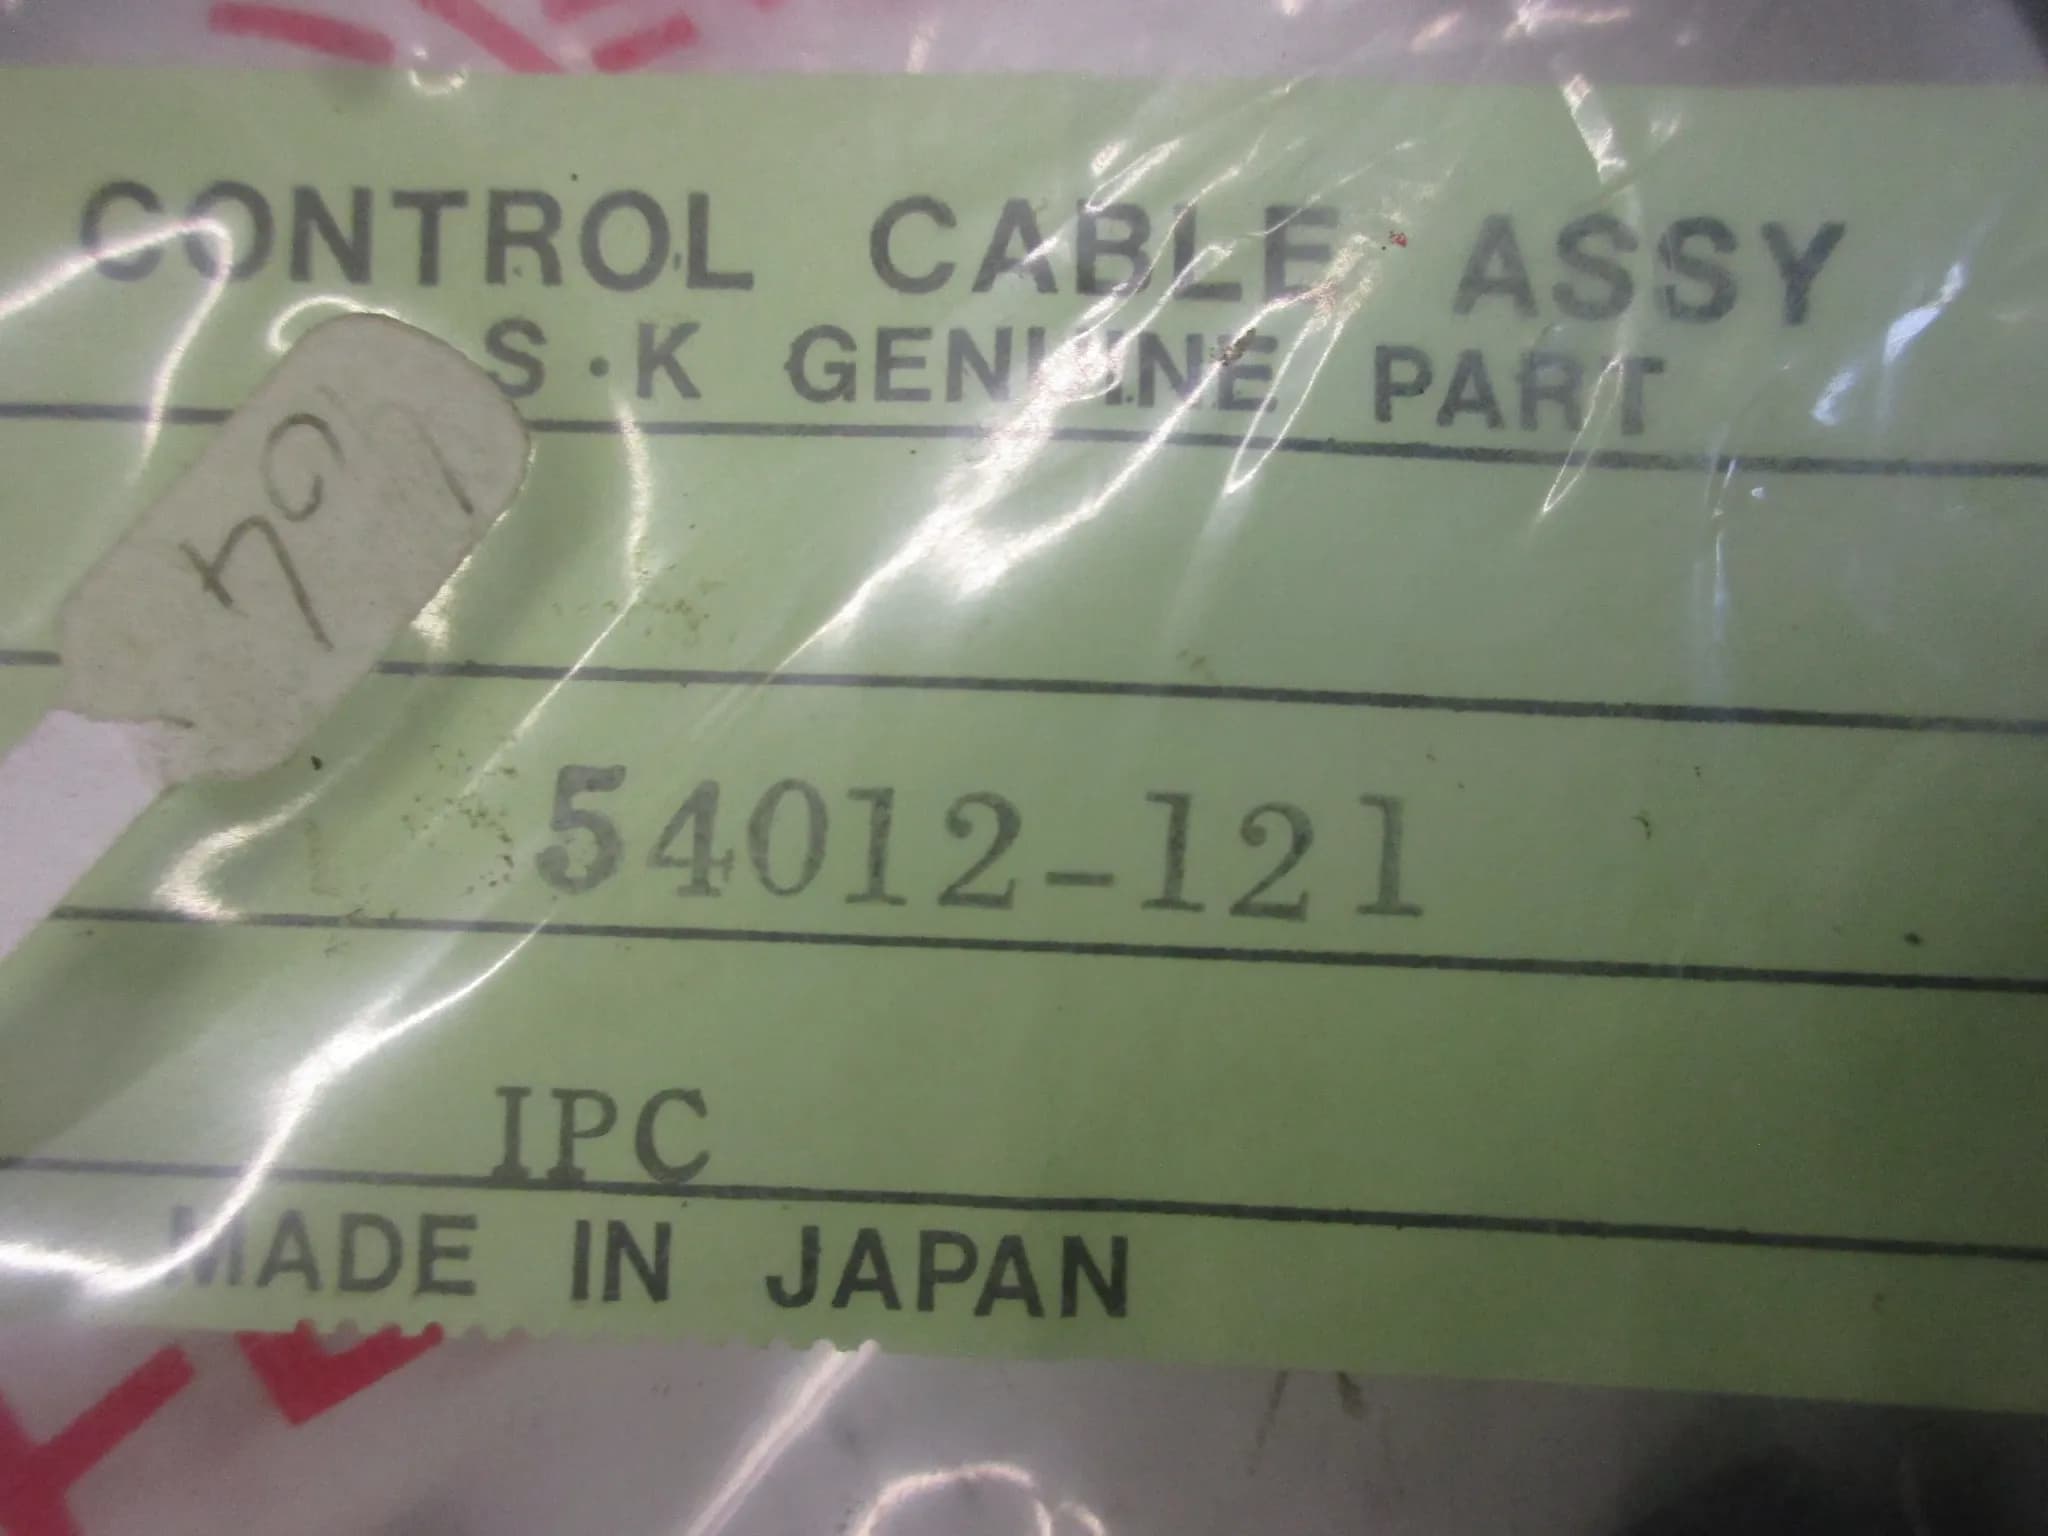 CONTROL CABLE ASSY
S·K GENUINE PART
54012-121
IPC
MADE IN JAPAN